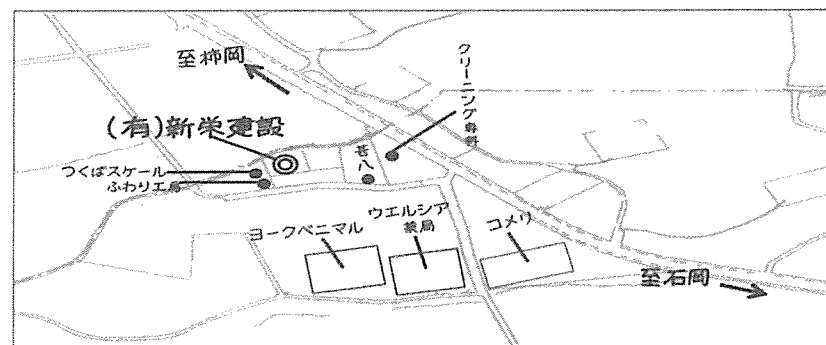 至柿岡
クリーニング専科
(有)新栄建設
甚八
つくばスケール
ふわり工房
ヨークベニマル
ウエルシア
薬局
コメリ
至石岡